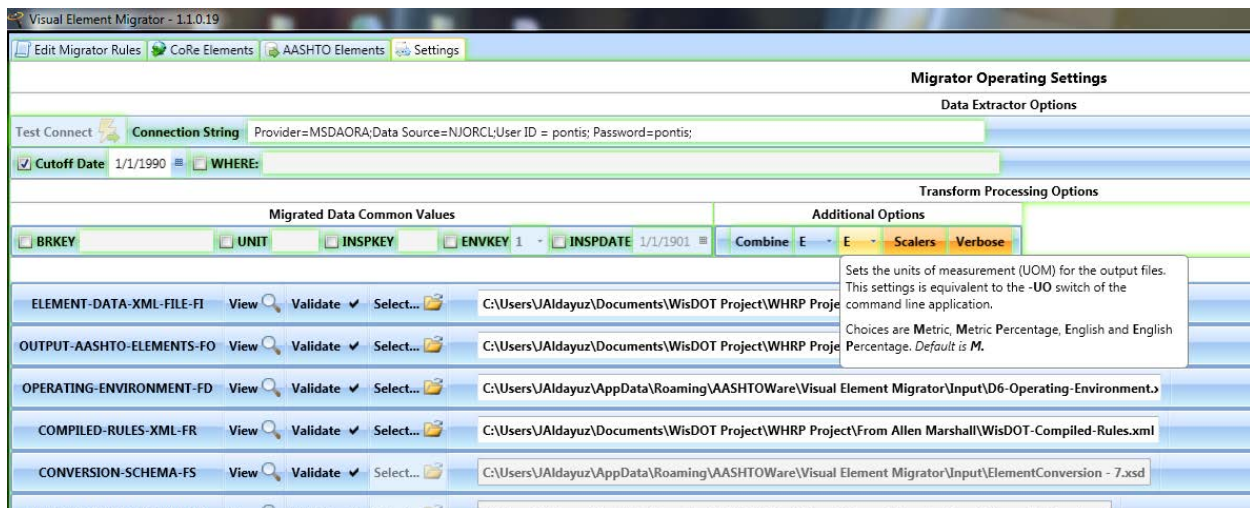 Visual Element Migrator - 1.1.0.19
Edit Migrator Rules CoRe Elements AASHTO Elements Settings
Migrator Operating Settings
Data Extractor Options
Test Connect Connection String Provider=MSDAORA;Data Source=NJORCL;User ID = pontis; Password=pontis;
Cutoff Date 1/1/1990 WHERE:
Transform Processing Options
Migrated Data Common Values Additional Options
BRKEY UNIT INSPKEY ENVKEY 1 INSPDATE 1/1/1901 Combine E E Scalers Verbose
Sets the units of measurement (UOM) for the output files.
This settings is equivalent to the -UO switch of the
command line application.
Choices are Metric, Metric Percentage, English and English
Percentage. Default is M.
ELEMENT-DATA-XML-FILE-FI View Validate Select... C:\Users\JAldayuz\Documents\WisDOT Project\WHRP Proje
OUTPUT-AASHTO-ELEMENTS-FO View Validate Select... C:\Users\JAldayuz\Documents\WisDOT Project\WHRP Proje
OPERATING-ENVIRONMENT-FD View Validate Select... C:\Users\JAldayuz\AppData\Roaming\AASHTOWare\Visual Element Migrator\Input\D6-Operating-Environment.x
COMPILED-RULES-XML-FR View Validate Select... C:\Users\JAldayuz\Documents\WisDOT Project\WHRP Project\From Allen Marshall\WisDOT-Compiled-Rules.xml
CONVERSION-SCHEMA-FS View Validate Select... C:\Users\JAldayuz\AppData\Roaming\AASHTOWare\Visual Element Migrator\Input\ElementConversion - 7.xsd